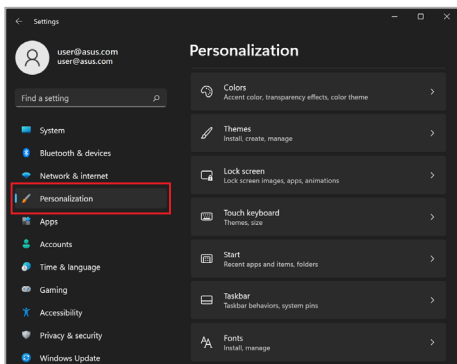 Settings
user@asus.com
user@asus.com
Find a setting
System
Bluetooth & devices
Network & internet
Personalization
Apps
Accounts
Time & language
Gaming
Accessibility
Privacy & security
Windows Update
Personalization
Colors
Accent color, transparency effects, color theme
Themes
Install, create, manage
Lock screen
Lock screen images, apps, animations
Touch keyboard
Themes, size
Start
Recent apps and items, folders
Taskbar
Taskbar behaviors, system pins
Fonts
Install, manage